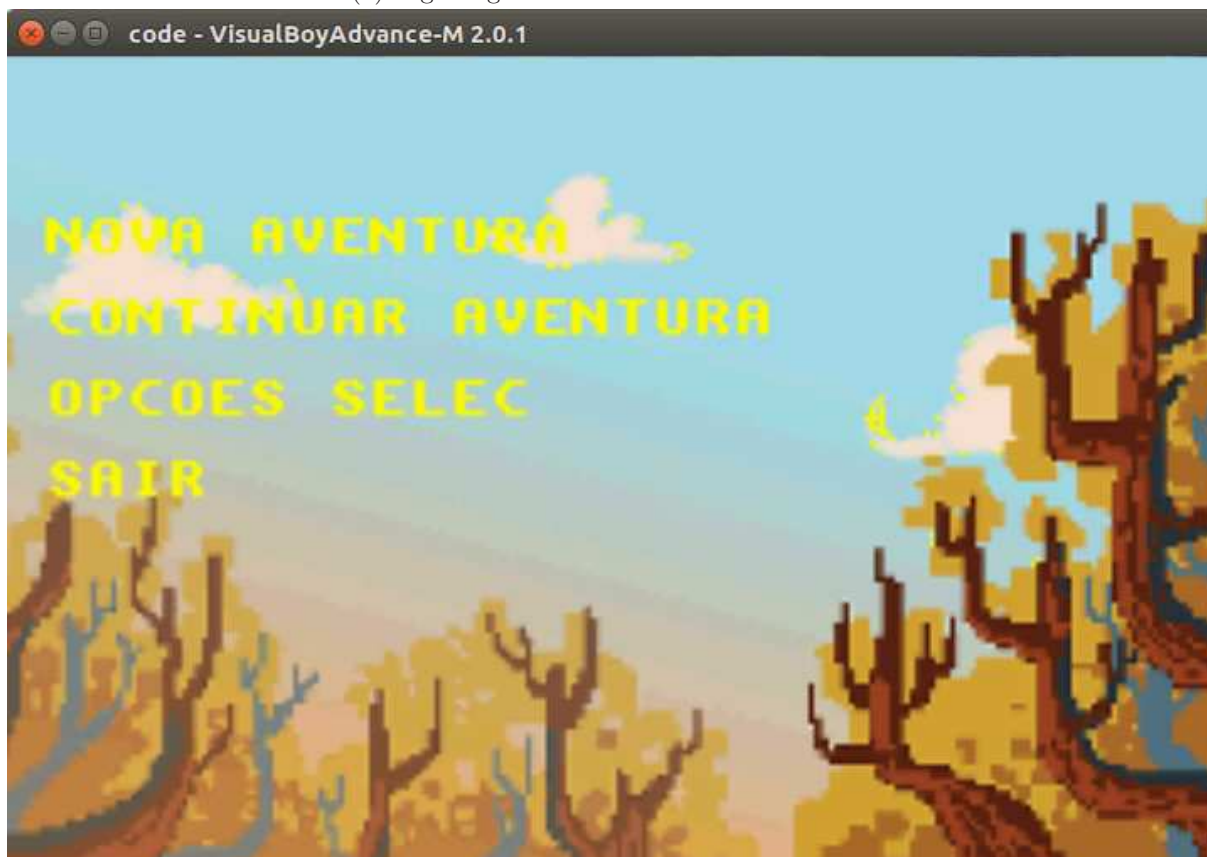 code - VisualBoyAdvance-M 2.0.1
NOVA AVENTURA
CONTINUAR AVENTURA
OPCOES SELEC
SAIR